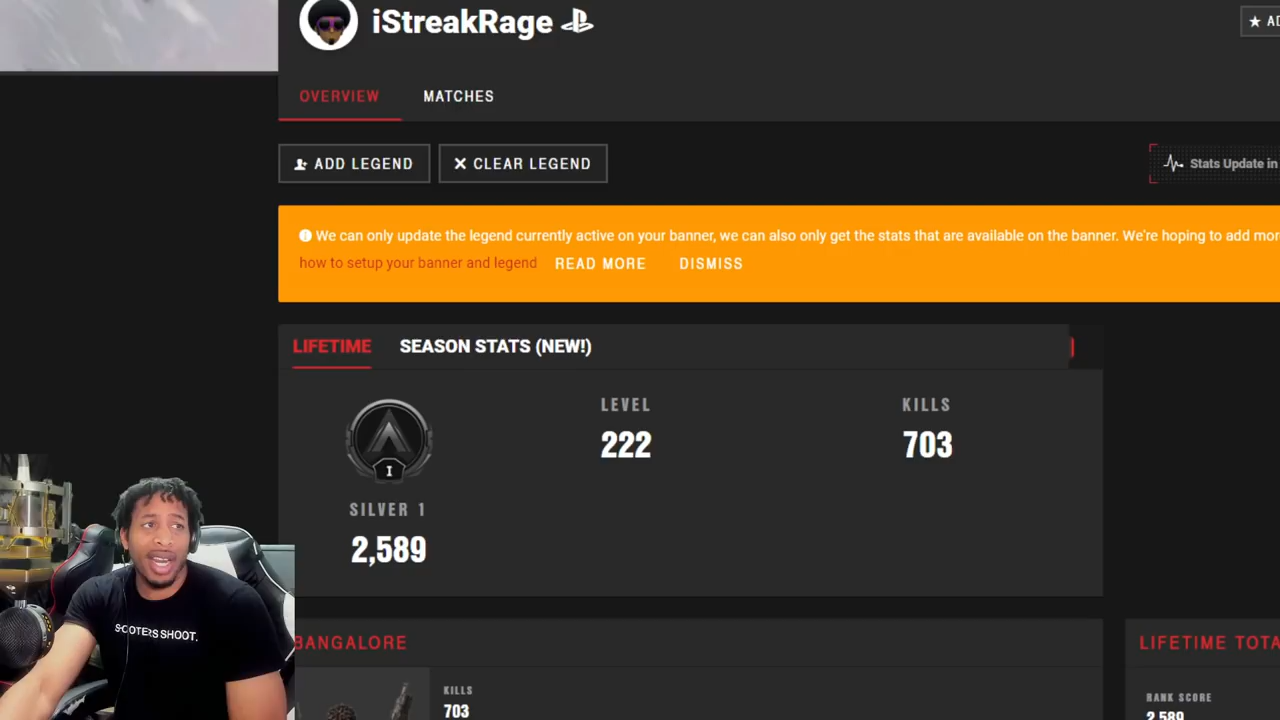 iStreakRage
OVERVIEW MATCHES
ADD LEGEND CLEAR LEGEND
Stats Update in
We can only update the legend currently active on your banner, we can also only get the stats that are available on the banner. We're hoping to add
how to setup your banner and legend READ MORE DISMISS
LIFETIME SEASON STATS (NEW!)
LEVEL KILLS
222 703
I
SILVER 1
2,589
SHOOTERS SHOOT.
BANGALORE
KILLS
703
LIFETIME
RANK SCORE
2,589